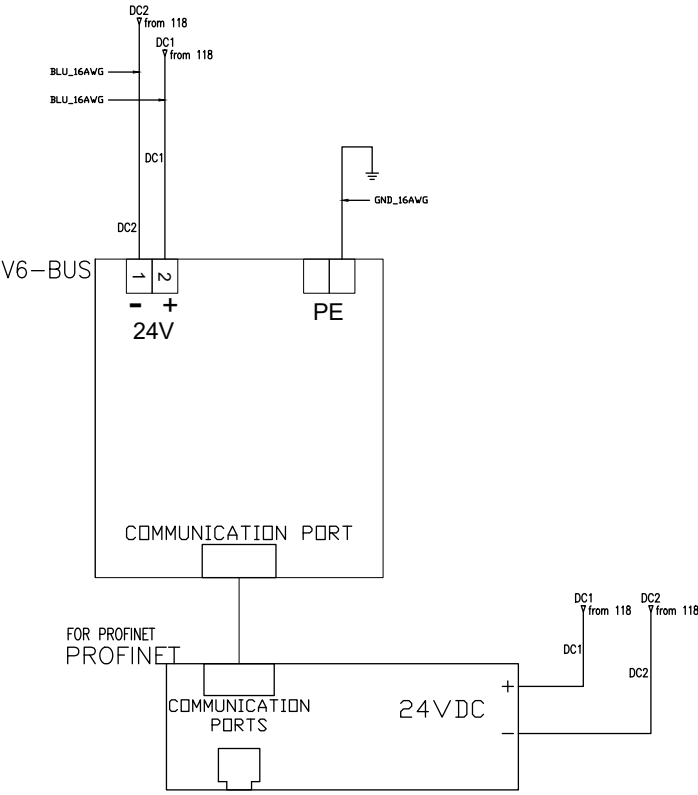 DC2
from 118
DC1
from 118
BLU_16AWG
BLU_16AWG
DC1
GND_16AWG
DC2
V6-BUS
1
2
- +
24V
PE
COMMUNICATION PORT
DC1
from 118
DC2
from 118
FOR PROFINET
PROFINET
DC1
DC2
+
COMMUNICATION
PORTS
24VDC
-